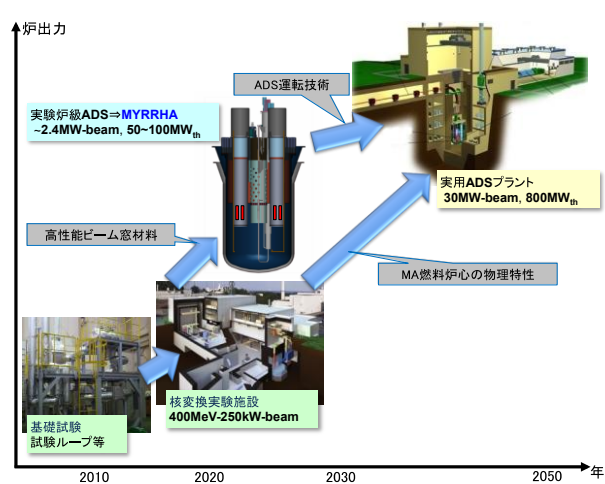 炉出力
ADS運転技術
実験炉級ADS⇒MYRRHA
~2.4MW-beam, 50~100MWth
実用ADSプラント
30MW-beam, 800MWth
高性能ビーム窓材料
MA燃料炉心の物理特性
核変換実験施設
400MeV-250kW-beam
基礎試験
試験ループ等
2010
2020
2030
2050
年